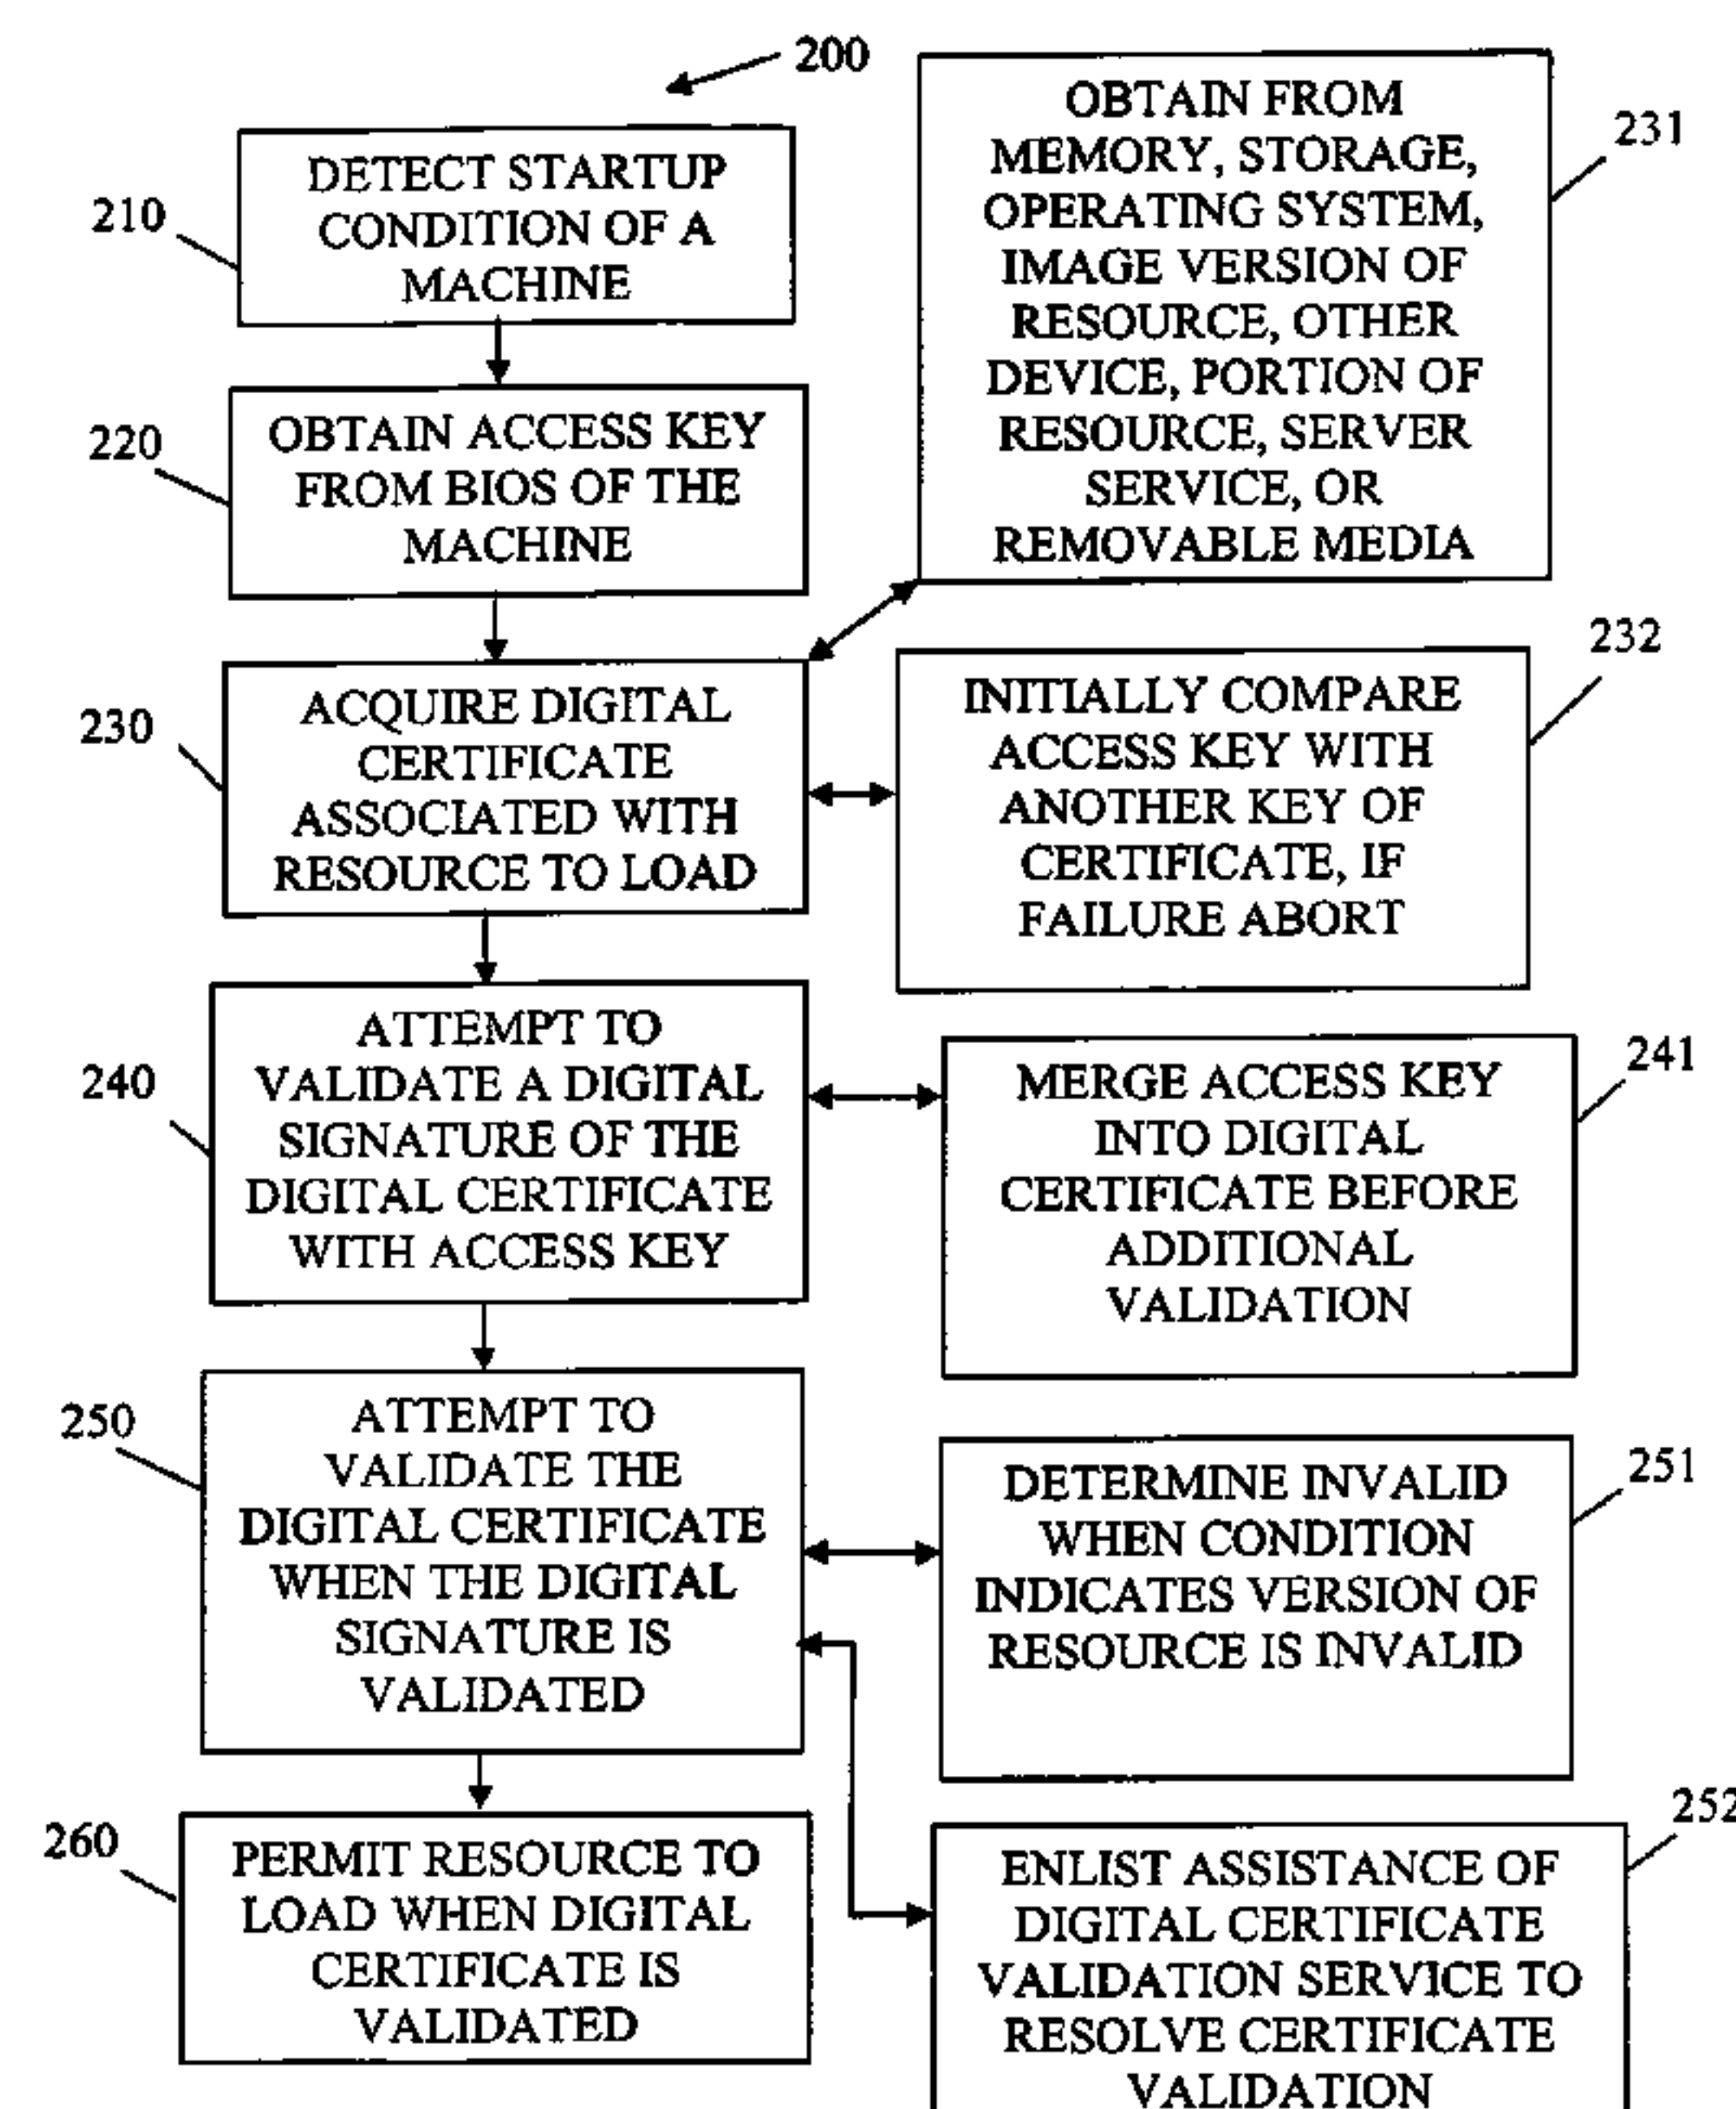 200
210
DETECT STARTUP
CONDITION OF A
MACHINE
220
OBTAIN ACCESS KEY
FROM BIOS OF THE
MACHINE
230
ACQUIRE DIGITAL
CERTIFICATE
ASSOCIATED WITH
RESOURCE TO LOAD
231
OBTAIN FROM
MEMORY, STORAGE,
OPERATING SYSTEM,
IMAGE VERSION OF
RESOURCE, OTHER
DEVICE, PORTION OF
RESOURCE, SERVER
SERVICE, OR
REMOVABLE MEDIA
232
INITIALLY COMPARE
ACCESS KEY WITH
ANOTHER KEY OF
CERTIFICATE, IF
FAILURE ABORT
240
ATTEMPT TO
VALIDATE A DIGITAL
SIGNATURE OF THE
DIGITAL CERTIFICATE
WITH ACCESS KEY
241
MERGE ACCESS KEY
INTO DIGITAL
CERTIFICATE BEFORE
ADDITIONAL
VALIDATION
250
ATTEMPT TO
VALIDATE THE
DIGITAL CERTIFICATE
WHEN THE DIGITAL
SIGNATURE IS
VALIDATED
251
DETERMINE INVALID
WHEN CONDITION
INDICATES VERSION OF
RESOURCE IS INVALID
252
ENLIST ASSISTANCE OF
DIGITAL CERTIFICATE
VALIDATION SERVICE TO
RESOLVE CERTIFICATE
VALIDATION
260
PERMIT RESOURCE TO
LOAD WHEN DIGITAL
CERTIFICATE IS
VALIDATED